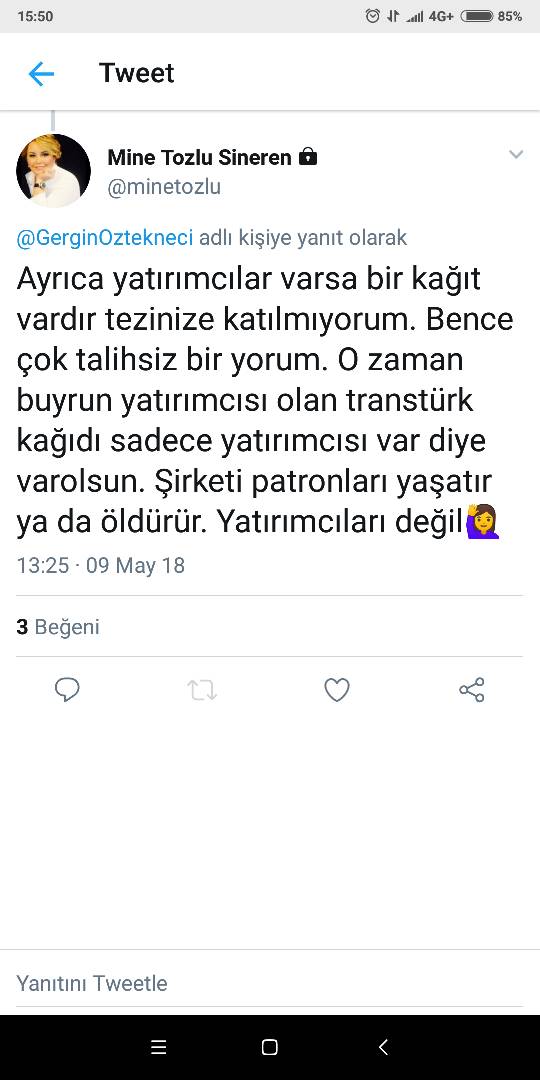 15:50 4G+ 85%
Tweet
Mine Tozlu Sineren
@minetozlu
@GerginOztekneci adlı kişiye yanıt olarak
Ayrıca yatırımcılar varsa bir kağıt
vardır tezinize katılmıyorum. Bence
çok talihsiz bir yorum. O zaman
buyrun yatırımcısı olan transtürk
kağıdı sadece yatırımcısı var diye
varolsun. Şirketi patronları yaşatır
ya da öldürür. Yatırımcıları değil🙋‍♀️
13:25 · 09 May 18
3 Beğeni
Yanıtını Tweetle